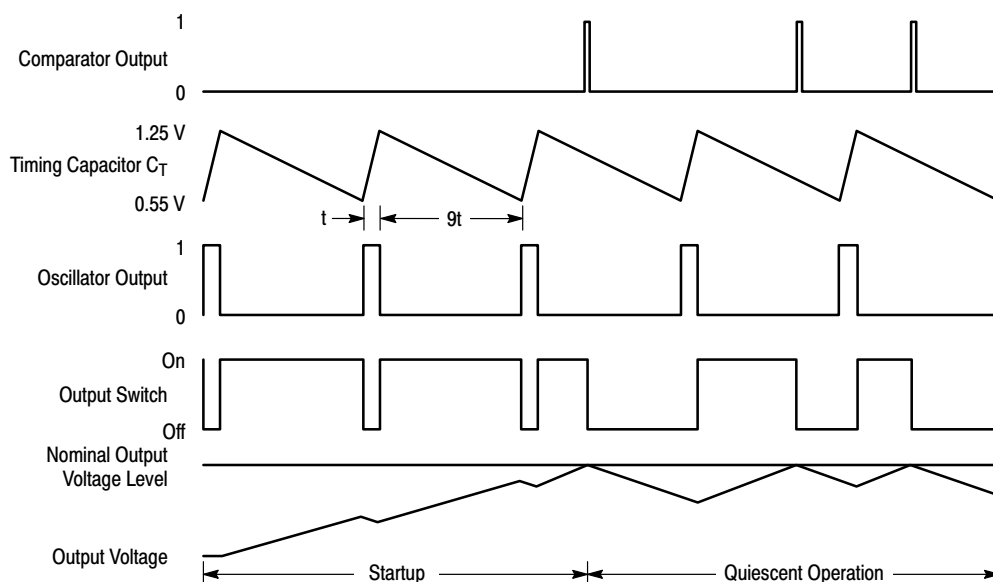 1
Comparator Output
0
1.25 V
Timing Capacitor CT
0.55 V
t
9t
1
Oscillator Output
0
On
Output Switch
Off
Nominal Output
Voltage Level
Output Voltage
Startup
Quiescent Operation